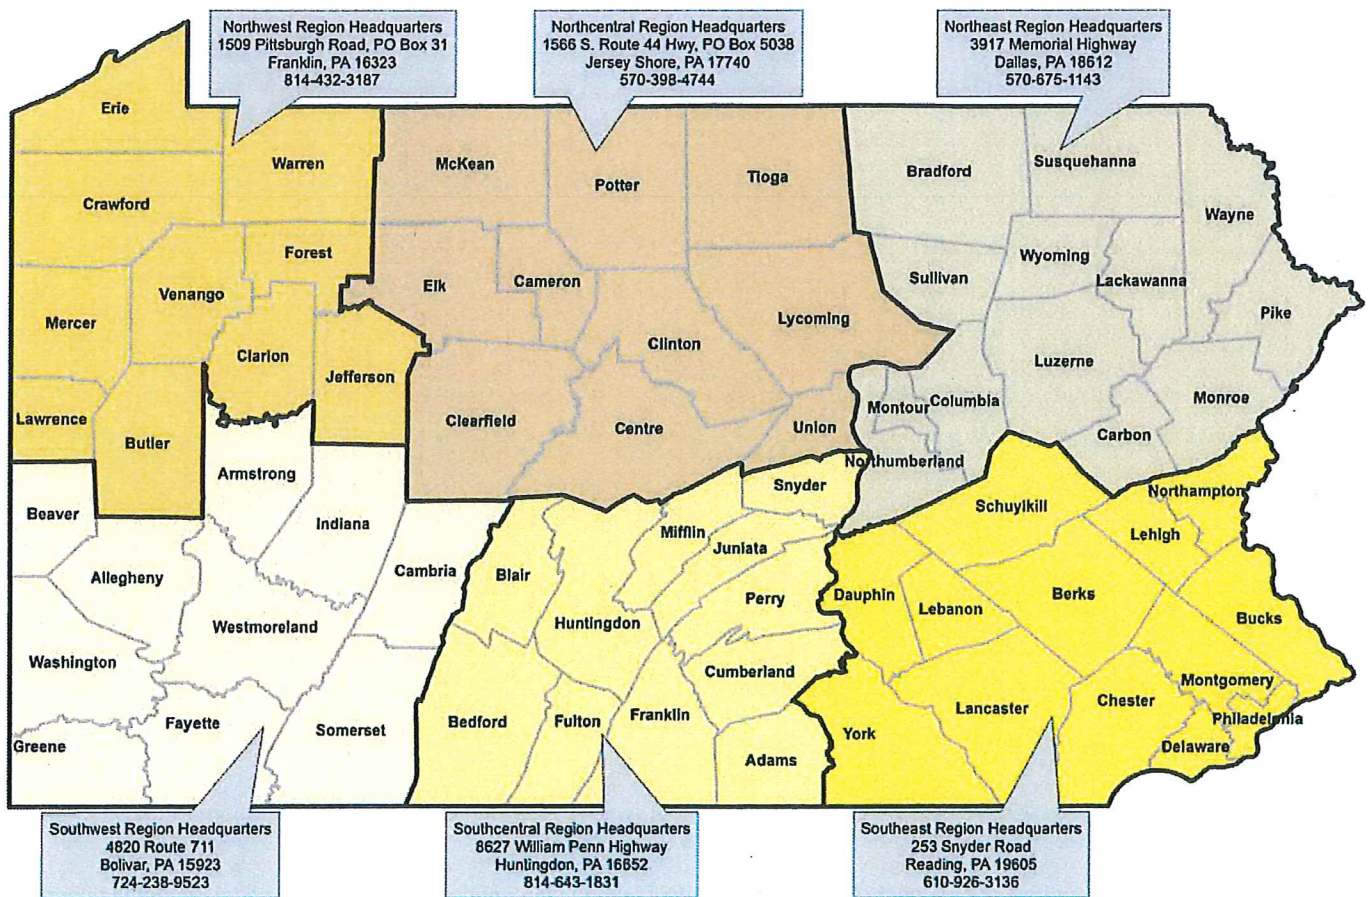 Northwest Region Headquarters
1509 Pittsburgh Road, PO Box 31
Franklin, PA 16323
814-432-3187
Northcentral Region Headquarters
1566 S. Route 44 Hwy, PO Box 5038
Jersey Shore, PA 17740
570-398-4744
Northeast Region Headquarters
3917 Memorial Highway
Dallas, PA 18612
570-675-1143
Erie
Warren
Crawford
Forest
Venango
Mercer
Clarion
Jefferson
Lawrence
Butler
McKean
Potter
Tioga
Elk
Cameron
Lycoming
Clinton
Clearfield
Centre
Union
Bradford
Susquehanna
Wayne
Wyoming
Sullivan
Lackawanna
Pike
Luzerne
Montour
Columbia
Monroe
Carbon
Northumberland
Armstrong
Beaver
Indiana
Allegheny
Cambria
Westmoreland
Washington
Fayette
Somerset
Greene
Snyder
Mifflin
Juniata
Blair
Perry
Huntingdon
Cumberland
Bedford
Fulton
Franklin
Adams
Northampton
Schuylkill
Lehigh
Dauphin
Lebanon
Berks
Bucks
Montgomery
Chester
Lancaster
York
Philadelphia
Delaware
Southwest Region Headquarters
4820 Route 711
Bolivar, PA 15923
724-238-9523
Southcentral Region Headquarters
8627 William Penn Highway
Huntingdon, PA 16652
814-643-1831
Southeast Region Headquarters
253 Snyder Road
Reading, PA 19605
610-926-3136